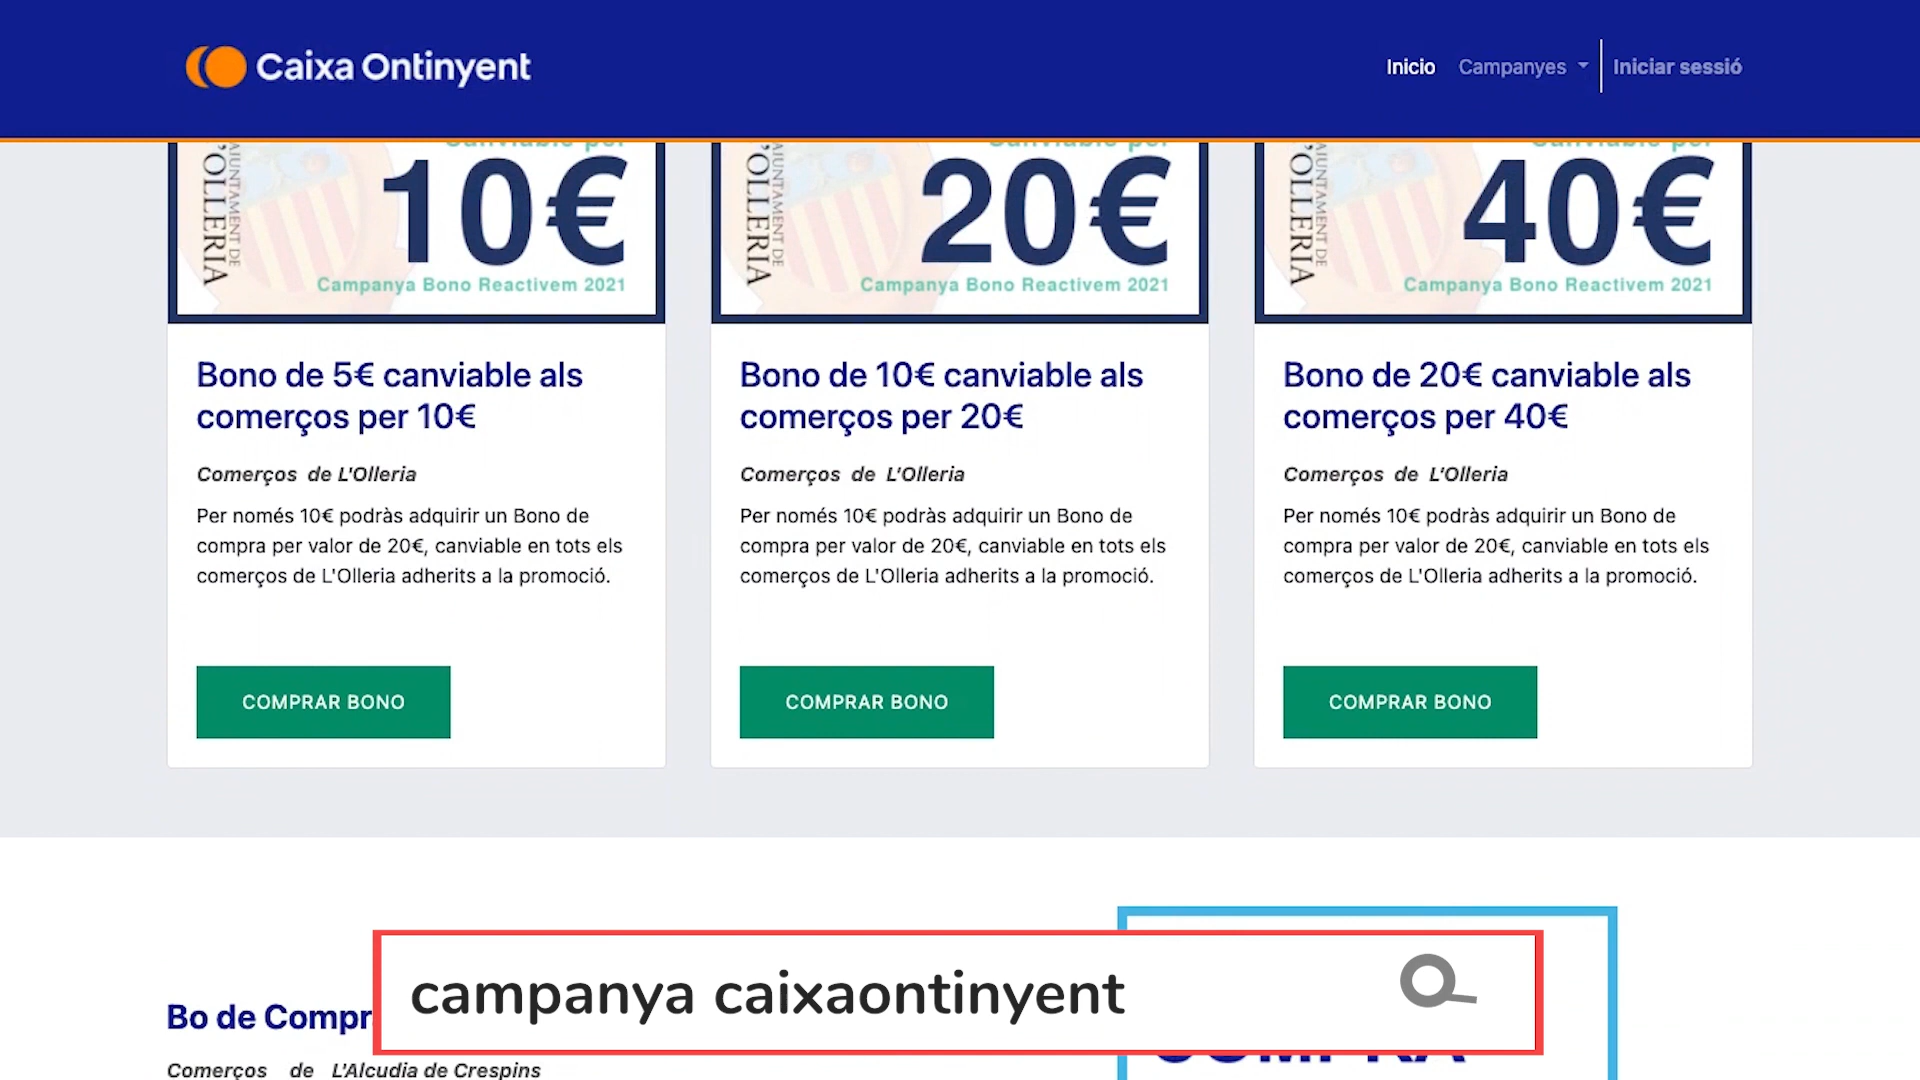 Caixa Ontinyent
Inicio Campanyes Iniciar sessió
Canviable per
10€
AJUNTAMENT DE
L'OLLERIA
Campanya Bono Reactivem 2021
Canviable per
20€
AJUNTAMENT DE
L'OLLERIA
Campanya Bono Reactivem 2021
Canviable per
40€
AJUNTAMENT DE
L'OLLERIA
Campanya Bono Reactivem 2021
Bono de 5€ canviable als
comerços per 10€
Comerços de L'Olleria
Per només 10€ podràs adquirir un Bono de
compra per valor de 20€, canviable en tots els
comerços de L'Olleria adherits a la promoció.
COMPRAR BONO
Bono de 10€ canviable als
comerços per 20€
Comerços de L'Olleria
Per només 10€ podràs adquirir un Bono de
compra per valor de 20€, canviable en tots els
comerços de L'Olleria adherits a la promoció.
COMPRAR BONO
Bono de 20€ canviable als
comerços per 40€
Comerços de L'Olleria
Per només 10€ podràs adquirir un Bono de
compra per valor de 20€, canviable en tots els
comerços de L'Olleria adherits a la promoció.
COMPRAR BONO
campanya caixaontinyent
Bo de Compr
COMPRA
Comerços de L'Alcudia de Crespins